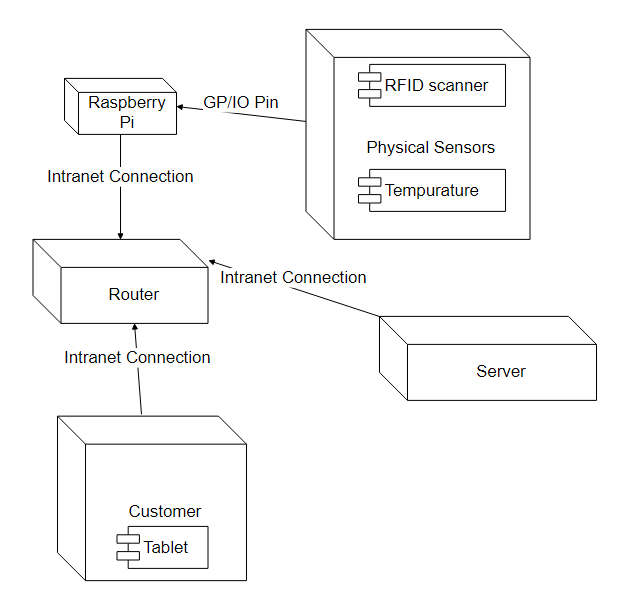 RFID scanner
Raspberry
Pi
GP/IO Pin
Physical Sensors
Intranet Connection
Tempurature
Intranet Connection
Router
Intranet Connection
Server
Customer
Tablet